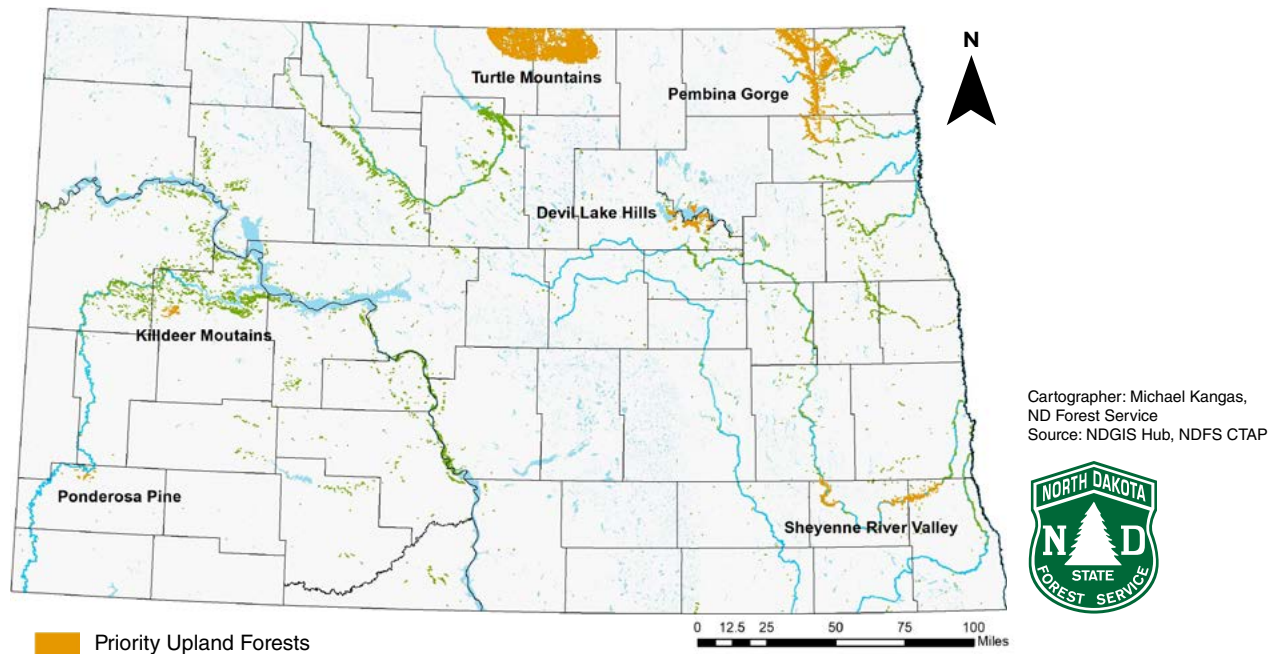 N
Turtle Mountains
Pembina Gorge
Devil Lake Hills
Killdeer Moutains
Ponderosa Pine
Sheyenne River Valley
Cartographer: Michael Kangas,
ND Forest Service
Source: NDGIS Hub, NDFS CTAP
NORTH DAKOTA
N D
STATE
FOREST SERVICE
Priority Upland Forests
0 12.5 25 50 75 100
Miles